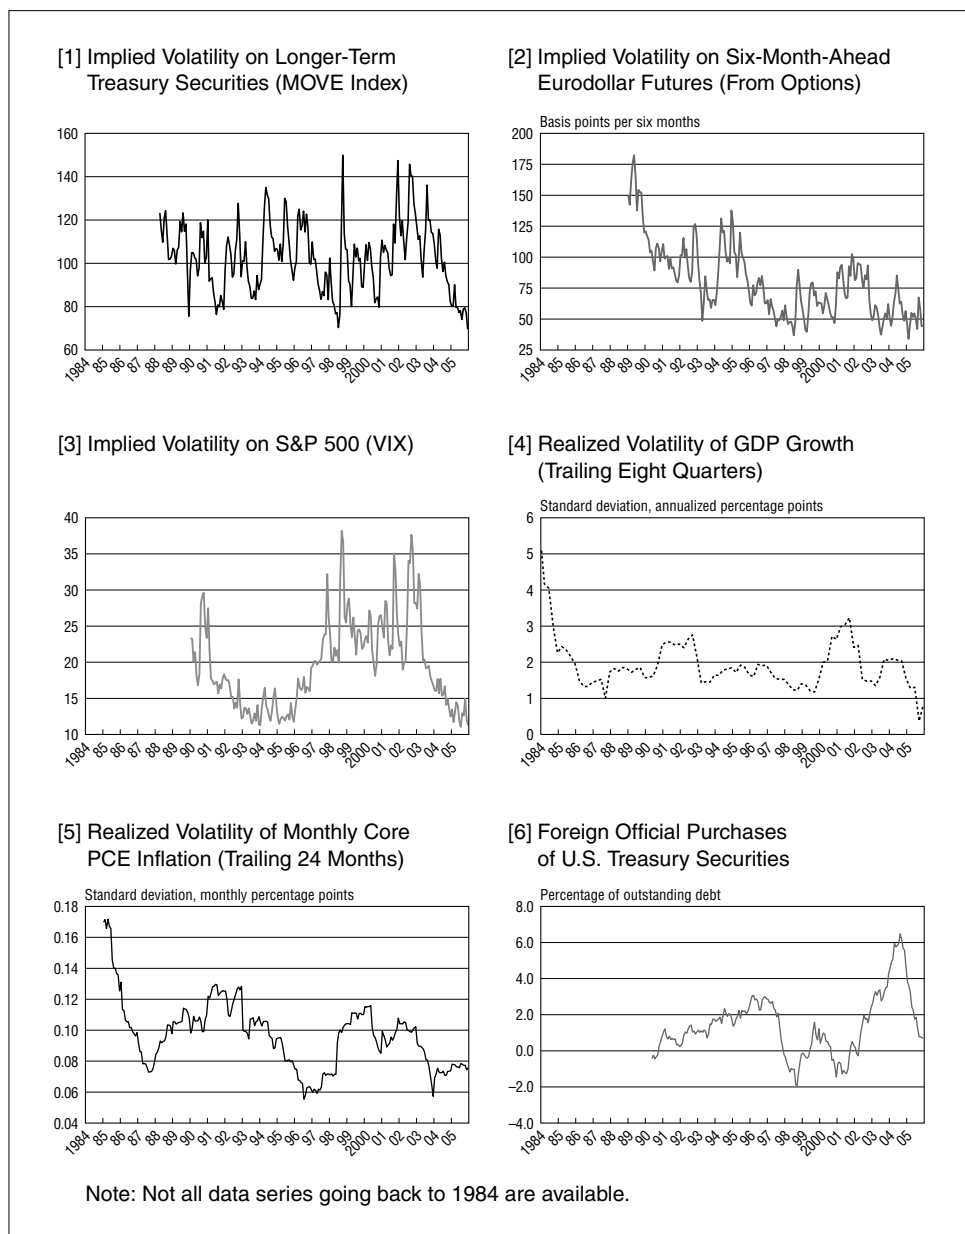 [1] Implied Volatility on Longer-Term
Treasury Securities (MOVE Index)
160
140
120
100
80
60
1984 85 86 87 88 89 90 91 92 93 94 95 96 97 98 99 2000 01 02 03 04 05
[2] Implied Volatility on Six-Month-Ahead
Eurodollar Futures (From Options)
Basis points per six months
200
175
150
125
100
75
50
25
1984 85 86 87 88 89 90 91 92 93 94 95 96 97 98 99 2000 01 02 03 04 05
[3] Implied Volatility on S&P 500 (VIX)
40
35
30
25
20
15
10
1984 85 86 87 88 89 90 91 92 93 94 95 96 97 98 99 2000 01 02 03 04 05
[4] Realized Volatility of GDP Growth
(Trailing Eight Quarters)
Standard deviation, annualized percentage points
6
5
4
3
2
1
0
1984 85 86 87 88 89 90 91 92 93 94 95 96 97 98 99 2000 01 02 03 04 05
[5] Realized Volatility of Monthly Core
PCE Inflation (Trailing 24 Months)
Standard deviation, monthly percentage points
0.18
0.16
0.14
0.12
0.10
0.08
0.06
0.04
1984 85 86 87 88 89 90 91 92 93 94 95 96 97 98 99 2000 01 02 03 04 05
[6] Foreign Official Purchases
of U.S. Treasury Securities
Percentage of outstanding debt
8.0
6.0
4.0
2.0
0.0
–2.0
–4.0
1984 85 86 87 88 89 90 91 92 93 94 95 96 97 98 99 2000 01 02 03 04 05
Note: Not all data series going back to 1984 are available.